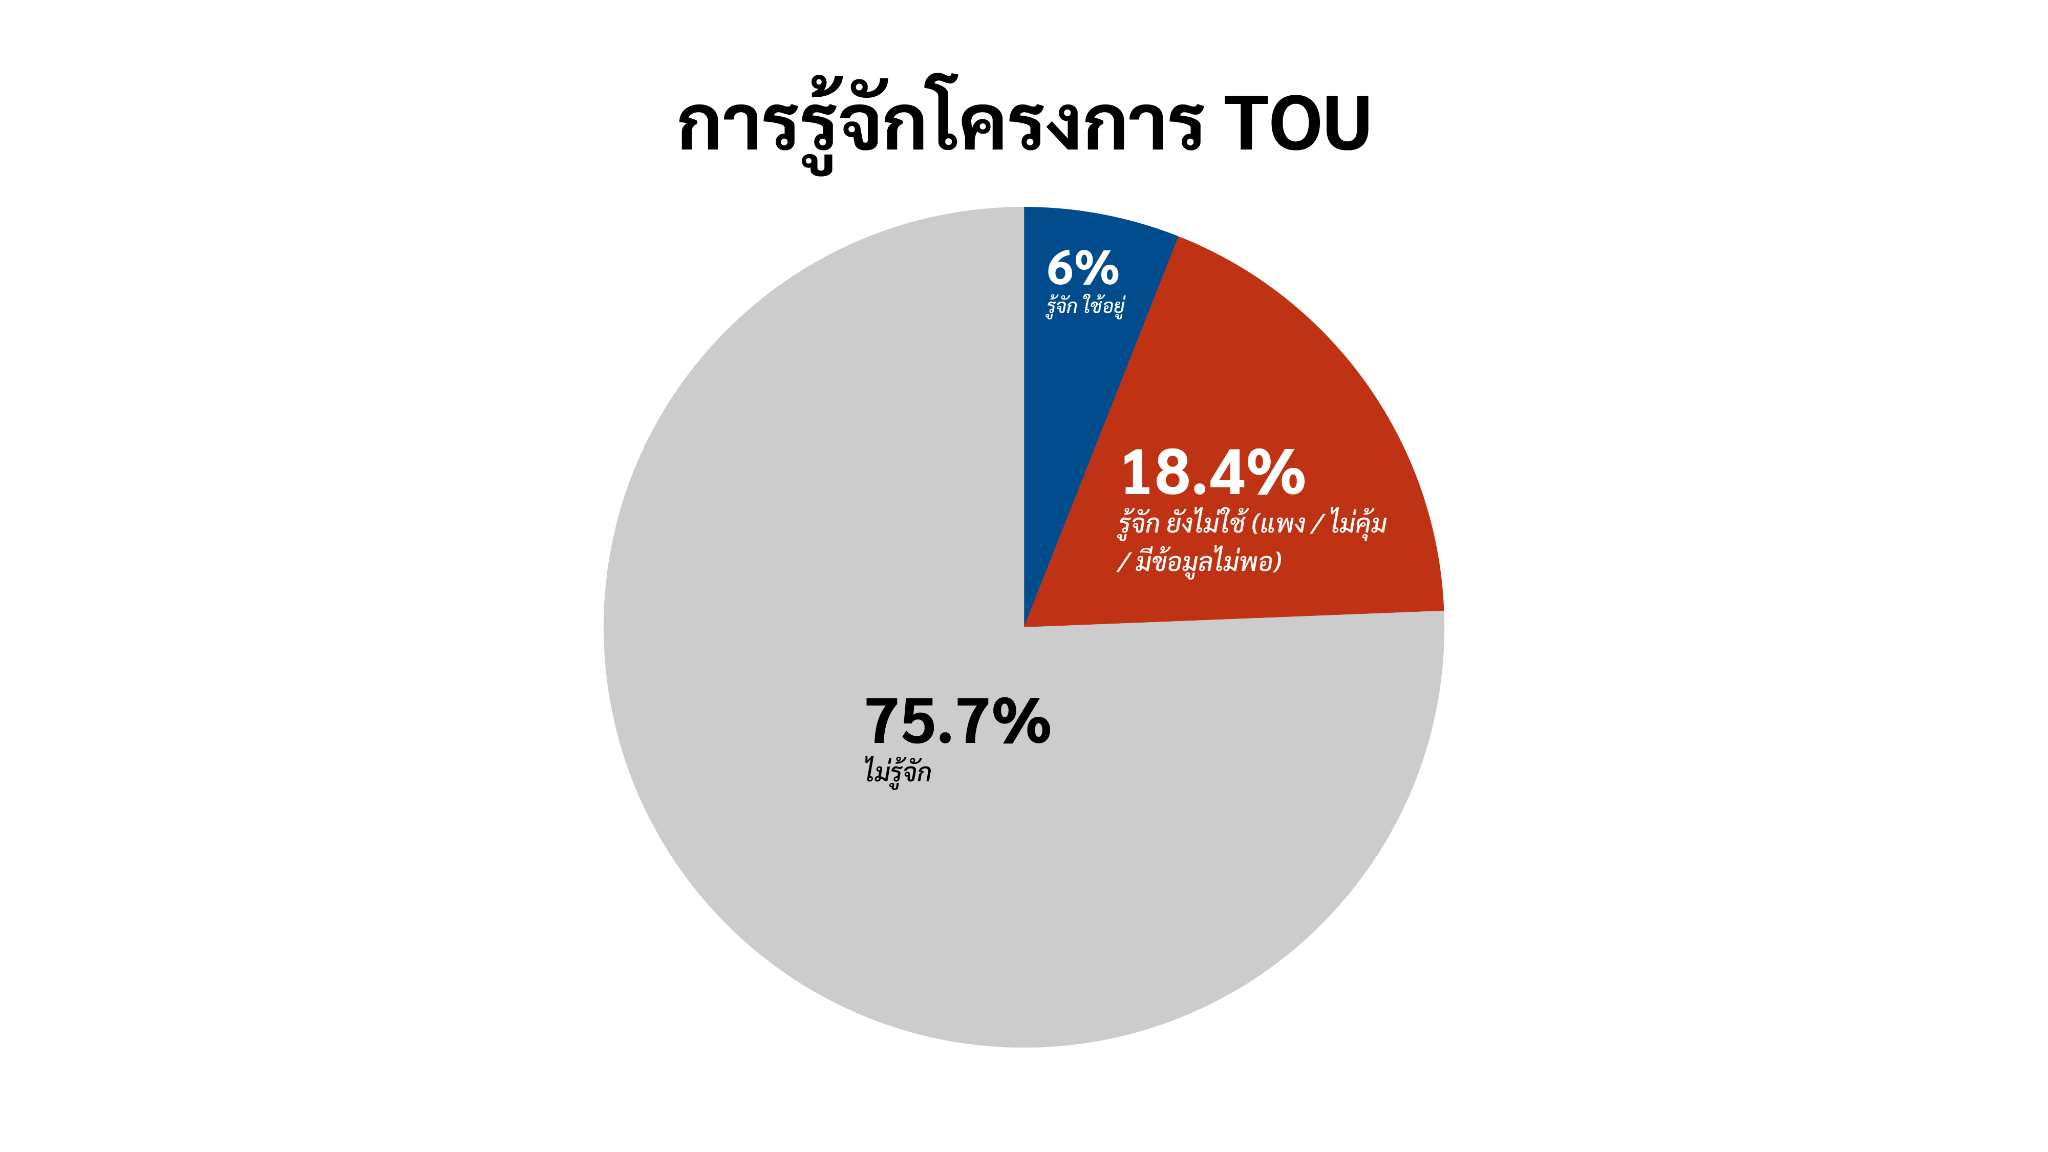 การรู้จักโครงการ TOU
6%
รู้จัก ใช้อยู่
18.4%
รู้จัก ยังไม่ใช้ (แพง / ไม่คุ้ม
/ มีข้อมูลไม่พอ)
75.7%
ไม่รู้จัก